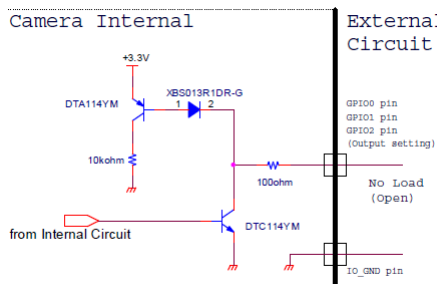 Camera Internal
External
Circuit
+3.3V
XBS013R1DR-G
DTA114YM
1
2
10kohm
GPIO0 pin
GPIO1 pin
GPIO2 pin
(Output setting)
100ohm
No Load
(Open)
from Internal Circuit
DTC114YM
IO_GND pin